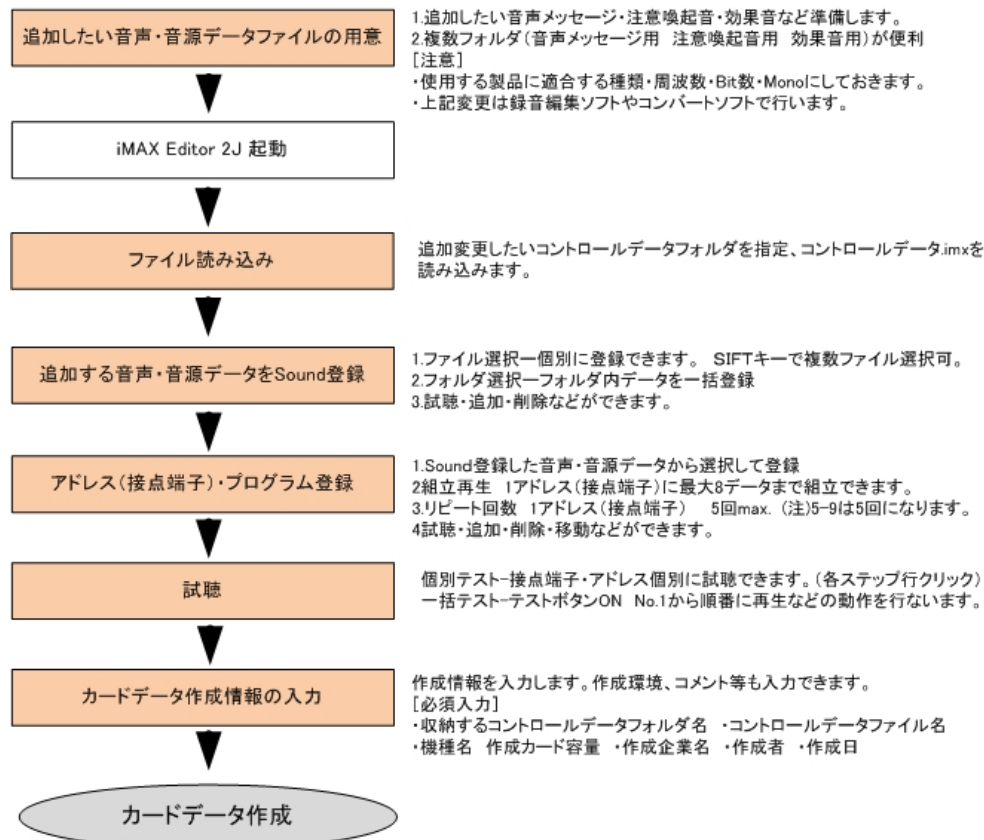 追加したい音声・音源データファイルの用意
1.追加したい音声メッセージ・注意喚起音・効果音など準備します。
2.複数フォルダ(音声メッセージ用　注意喚起音用　効果音用)が便利
[注意]
・使用する製品に適合する種類・周波数・Bit数・Monoにしておきます。
・上記変更は録音編集ソフトやコンバートソフトで行います。
iMAX Editor 2J 起動
ファイル読み込み
追加変更したいコントロールデータフォルダを指定、コントロールデータ.imxを
読み込みます。
追加する音声・音源データをSound登録
1.ファイル選択ー個別に登録できます。　SIFTキーで複数ファイル選択可。
2.フォルダ選択ーフォルダ内データを一括登録
3.試聴・追加・削除などができます。
アドレス(接点端子)・プログラム登録
1.Sound登録した音声・音源データから選択して登録
2組立再生　1アドレス(接点端子)に最大8データまで組立できます。
3.リピート回数　1アドレス(接点端子)　5回max. (注)5-9は5回になります。
4試聴・追加・削除・移動などができます。
試聴
個別テスト-接点端子・アドレス個別に試聴できます。(各ステップ行クリック)
一括テスト-テストボタンON　No.1から順番に再生などの動作を行ないます。
カードデータ作成情報の入力
作成情報を入力します。作成環境、コメント等も入力できます。
[必須入力]
・収納するコントロールデータフォルダ名　・コントロールデータファイル名
・機種名　作成カード容量　・作成企業名　・作成者　・作成日
カードデータ作成